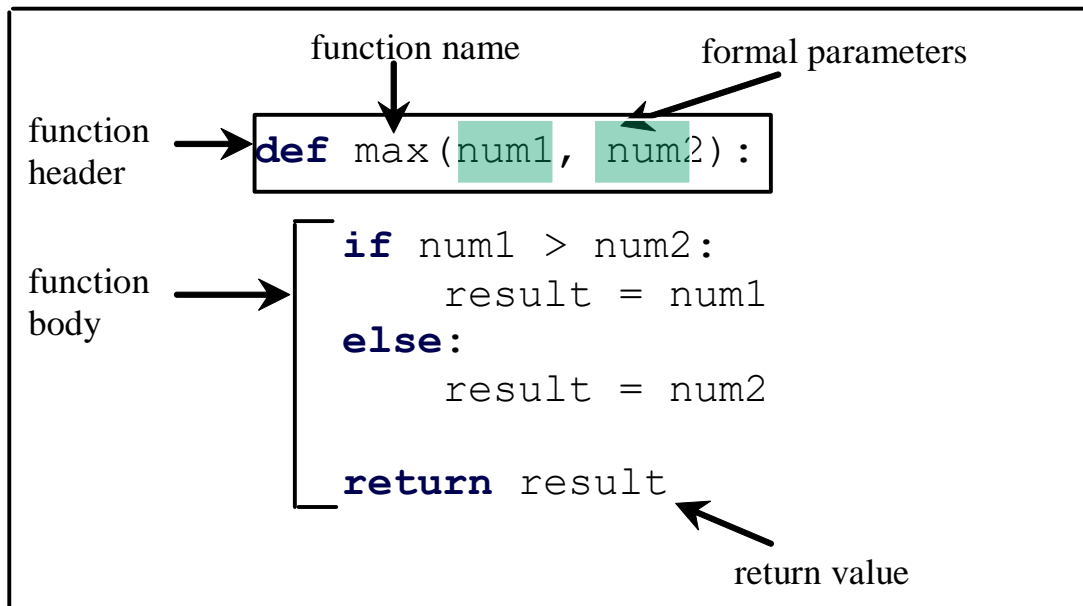 function name
formal parameters
function
header
def max(num1, num2):
function
body
if num1 > num2:
result = num1
else:
result = num2
return result
return value